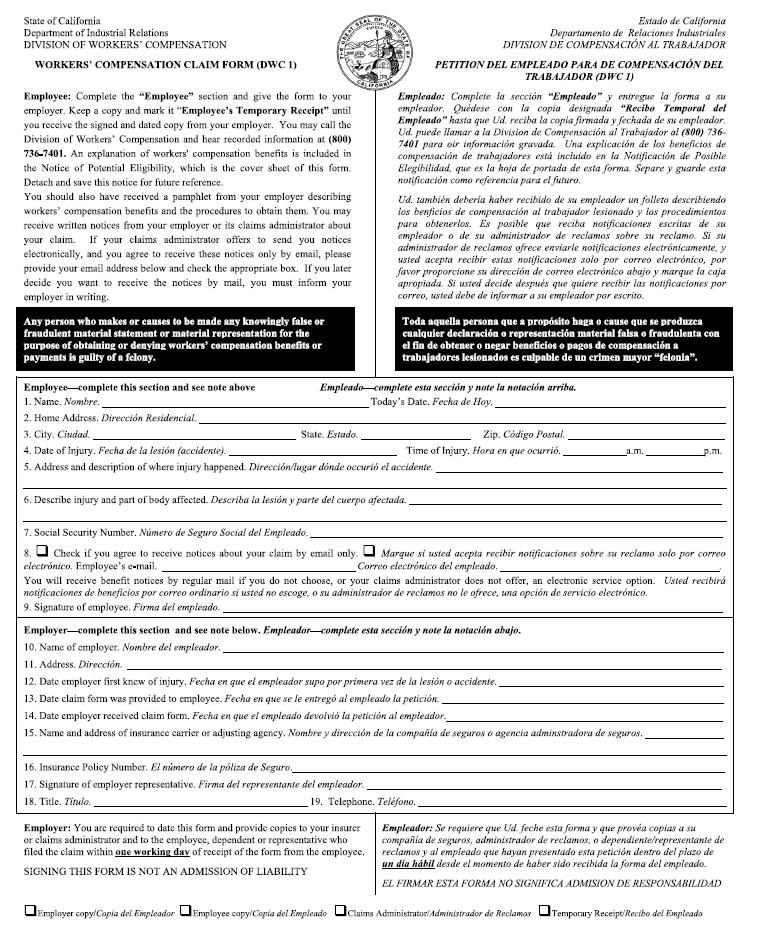 State of California
Department of Industrial Relations
DIVISION OF WORKERS' COMPENSATION
WORKERS' COMPENSATION CLAIM FORM (DWC 1)
Estado de California
Departamento de Relaciones Industriales
DIVISION DE COMPENSACIÓN AL TRABAJADOR
PETITION DEL EMPLEADO PARA DE COMPENSACIÓN DEL
TRABAJADOR (DWC 1)
THE GREAT SEAL OF THE STATE OF CALIFORNIA
Employee: Complete the "Employee" section and give the form to your
employer. Keep a copy and mark it "Employee's Temporary Receipt" until
you receive the signed and dated copy from your employer. You may call the
Division of Workers' Compensation and hear recorded information at (800)
736-7401. An explanation of workers' compensation benefits is included in
the Notice of Potential Eligibility, which is the cover sheet of this form.
Detach and save this notice for future reference.
You should also have received a pamphlet from your employer describing
workers' compensation benefits and the procedures to obtain them. You may
receive written notices from your employer or its claims administrator about
your claim. If your claims administrator offers to send you notices
electronically, and you agree to receive these notices only by email, please
provide your email address below and check the appropriate box. If you later
decide you want to receive the notices by mail, you must inform your
employer in writing.
Empleado: Complete la sección "Empleado" y entregue la forma a su
empleador. Quédese con la copia designada "Recibo Temporal del
Empleado" hasta que Ud. reciba la copia firmada y fechada de su empleador.
Ud. puede llamar a la Division de Compensación al Trabajador al (800) 736-
7401 para oir información gravada. Una explicación de los beneficios de
compensación de trabajadores está incluido en la Notificación de Posible
Elegibilidad, que es la hoja de portada de esta forma. Separe y guarde esta
notificación como referencia para el futuro.
Ud. también debería haber recibido de su empleador un folleto describiendo
los benficios de compensación al trabajador lesionado y los procedimientos
para obtenerlos. Es posible que reciba notificaciones escritas de su
empleador o de su administrador de reclamos sobre su reclamo. Si su
administrador de reclamos ofrece enviarle notificaciones electrónicamente, y
usted acepta recibir estas notificaciones solo por correo electrónico, por
favor proporcione su dirección de correo electrónico abajo y marque la caja
apropiada. Si usted decide después que quiere recibir las notificaciones por
correo, usted debe de informar a su empleador por escrito.
Any person who makes or causes to be made any knowingly false or
fraudulent material statement or material representation for the
purpose of obtaining or denying workers' compensation benefits or
payments is guilty of a felony.
Toda aquella persona que a propósito haga o cause que se produzca
cualquier declaración o representación material falsa o fraudulenta con
el fin de obtener o negar beneficios o pagos de compensación a
trabajadores lesionados es culpable de un crimen mayor "felonia".
Employee—complete this section and see note above Empleado—complete esta sección y note la notación arriba.
1. Name. Nombre. Today's Date. Fecha de Hoy.
2. Home Address. Dirección Residencial.
3. City. Ciudad. State. Estado. Zip. Código Postal.
4. Date of Injury. Fecha de la lesión (accidente). Time of Injury. Hora en que ocurrió. a.m. p.m.
5. Address and description of where injury happened. Dirección/lugar dónde occurió el accidente.
6. Describe injury and part of body affected. Describa la lesión y parte del cuerpo afectada.
7. Social Security Number. Número de Seguro Social del Empleado.
8. Check if you agree to receive notices about your claim by email only. Marque si usted acepta recibir notificaciones sobre su reclamo solo por correo
electrónico. Employee's e-mail. Correo electrónico del empleado.
You will receive benefit notices by regular mail if you do not choose, or your claims administrator does not offer, an electronic service option. Usted recibirá
notificaciones de beneficios por correo ordinario si usted no escoge, o su administrador de reclamos no le ofrece, una opción de servicio electrónico.
9. Signature of employee. Firma del empleado.
Employer—complete this section and see note below. Empleador—complete esta sección y note la notación abajo.
10. Name of employer. Nombre del empleador.
11. Address. Dirección.
12. Date employer first knew of injury. Fecha en que el empleador supo por primera vez de la lesión o accidente.
13. Date claim form was provided to employee. Fecha en que se le entregó al empleado la petición.
14. Date employer received claim form. Fecha en que el empleado devolvió la petición al empleador.
15. Name and address of insurance carrier or adjusting agency. Nombre y dirección de la compañía de seguros o agencia adminstradora de seguros.
16. Insurance Policy Number. El número de la póliza de Seguro.
17. Signature of employer representative. Firma del representante del empleador.
18. Title. Título. 19. Telephone. Teléfono.
Employer: You are required to date this form and provide copies to your insurer
or claims administrator and to the employee, dependent or representative who
filed the claim within one working day of receipt of the form from the employee.
SIGNING THIS FORM IS NOT AN ADMISSION OF LIABILITY
Empleador: Se requiere que Ud. feche esta forma y que provéa copias a su
compañía de seguros, administrador de reclamos, o dependiente/representante de
reclamos y al empleado que hayan presentado esta petición dentro del plazo de
un día hábil desde el momento de haber sido recibida la forma del empleado.
EL FIRMAR ESTA FORMA NO SIGNIFICA ADMISION DE RESPONSABILIDAD
Employer copy/Copia del Empleador Employee copy/Copia del Empleado Claims Administrator/Administrador de Reclamos Temporary Receipt/Recibo del Empleado